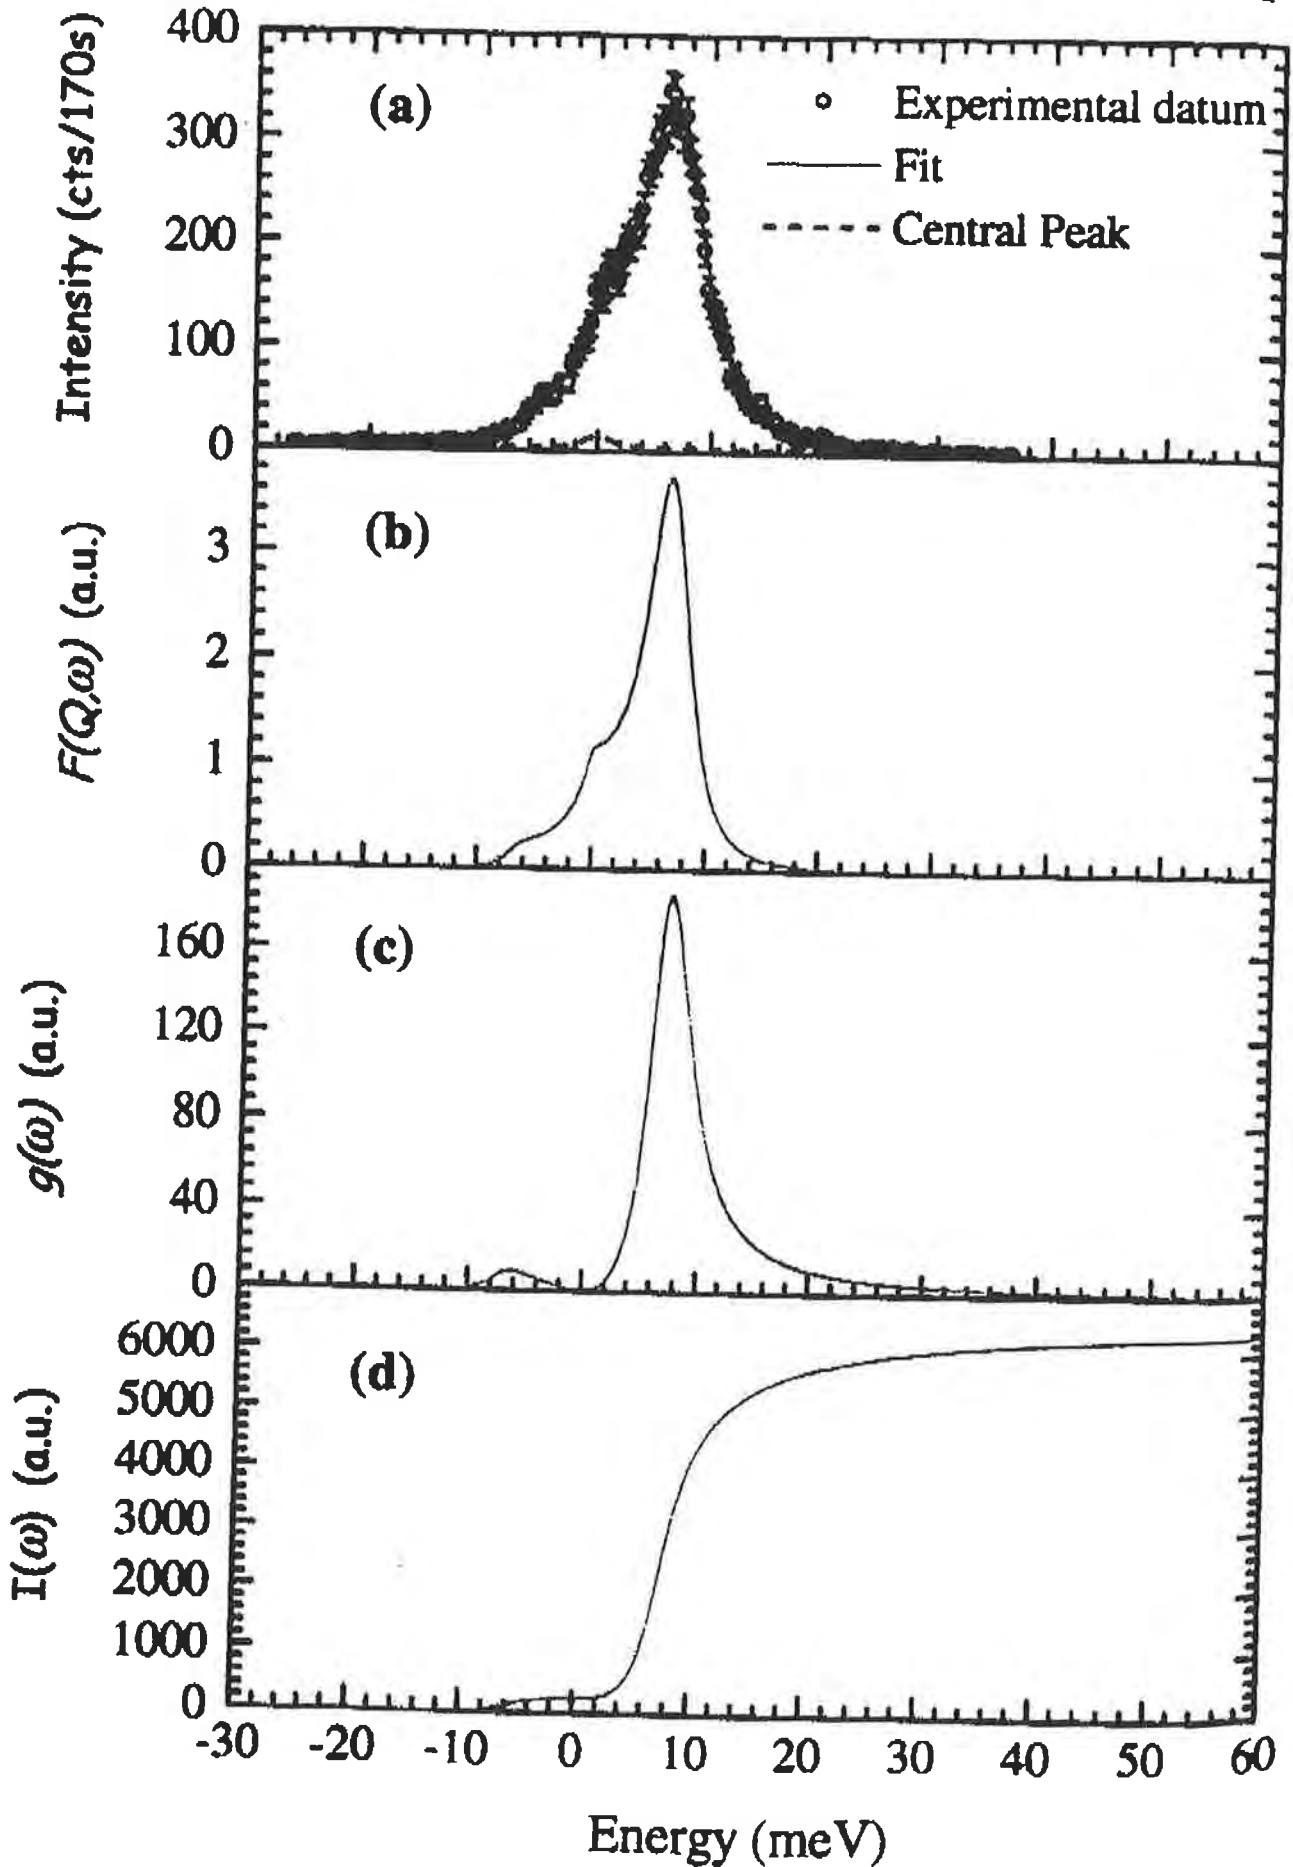 Intensity (cts/170s)
400
300
200
100
0
(a)
Experimental datum
Fit
Central Peak
F(Q,ω) (a.u.)
3
2
1
0
(b)
g(ω) (a.u.)
160
120
80
40
0
(c)
I(ω) (a.u.)
6000
5000
4000
3000
2000
1000
0
(d)
-30 -20 -10 0 10 20 30 40 50 60
Energy (meV)